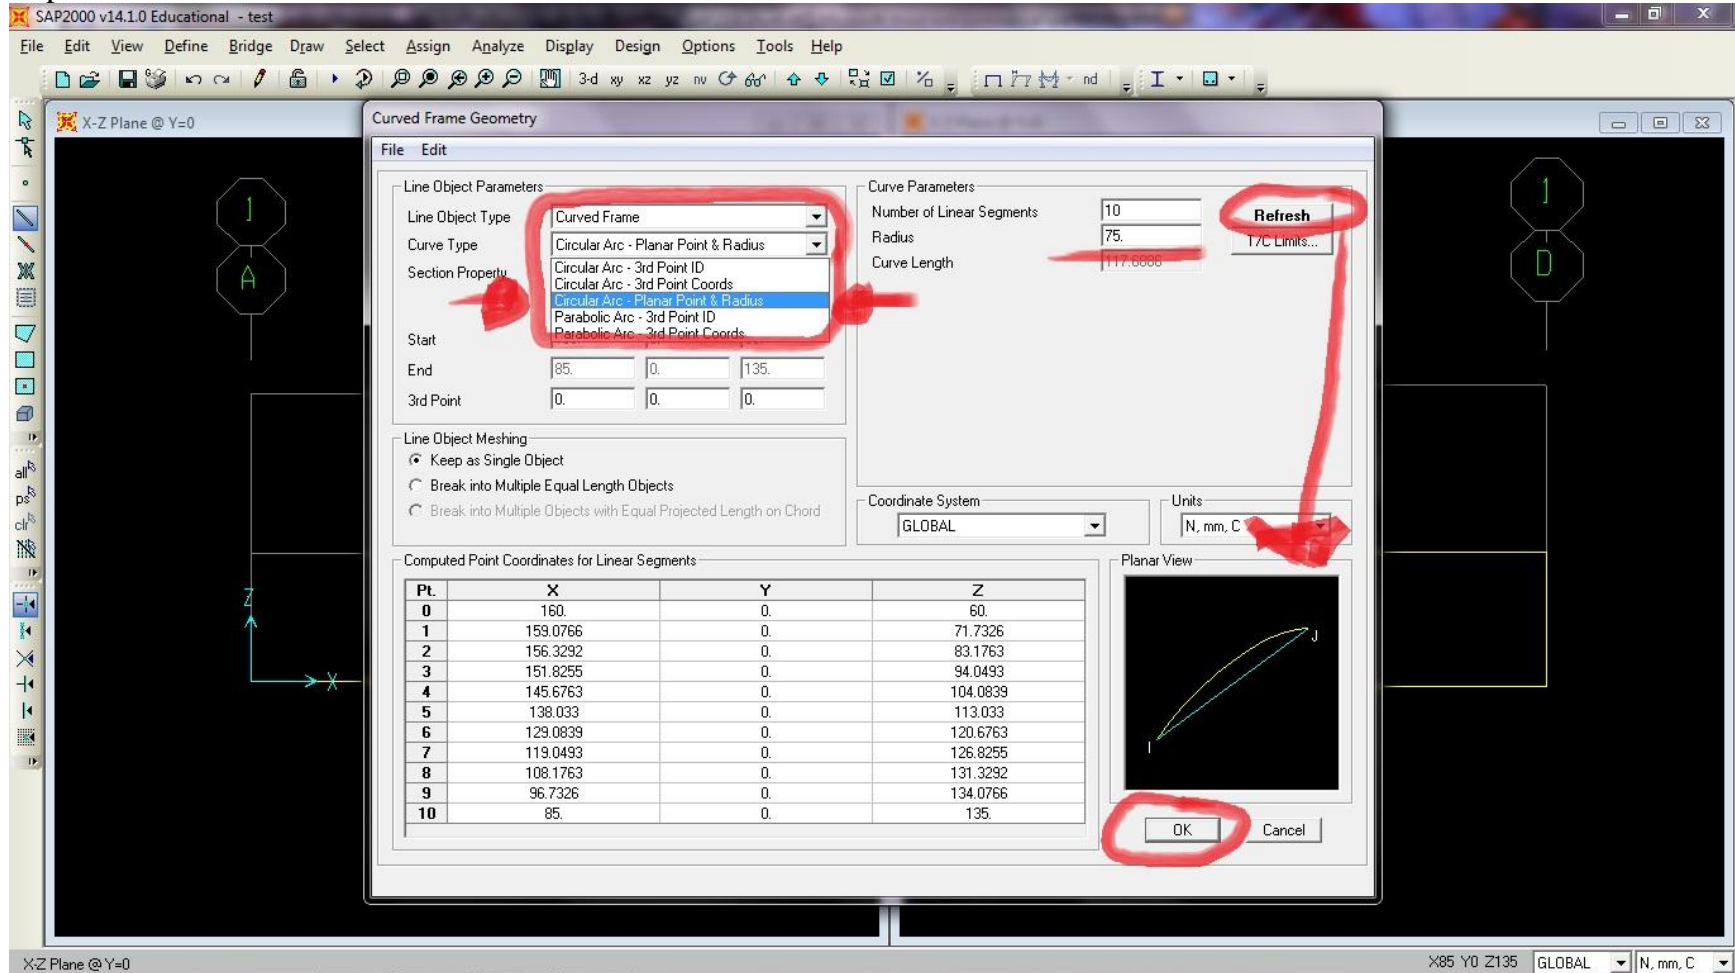 SAP2000 v14.1.0 Educational - test
File Edit View Define Bridge Draw Select Assign Analyze Display Design Options Tools Help
3-d xy xz yz nv nd
X-Z Plane @ Y=0
Curved Frame Geometry
File Edit
Line Object Parameters
Line Object Type Curved Frame
Curve Type Circular Arc - Planar Point & Radius
Section Property
Circular Arc - 3rd Point ID
Circular Arc - 3rd Point Coords
Circular Arc - Planar Point & Radius
Parabolic Arc - 3rd Point ID
Parabolic Arc - 3rd Point Coords
Start
End 85. 0. 135.
3rd Point 0. 0. 0.
Curve Parameters
Number of Linear Segments 10
Radius 75.
Curve Length 117.6886
Refresh
T/C Limits...
Line Object Meshing
Keep as Single Object
Break into Multiple Equal Length Objects
Break into Multiple Objects with Equal Projected Length on Chord
Coordinate System
GLOBAL
Units
N, mm, C
Computed Point Coordinates for Linear Segments
Pt. X Y Z
0 160. 0. 60.
1 159.0766 0. 71.7326
2 156.3292 0. 83.1763
3 151.8255 0. 94.0493
4 145.6763 0. 104.0839
5 138.033 0. 113.033
6 129.0839 0. 120.6763
7 119.0493 0. 126.8255
8 108.1763 0. 131.3292
9 96.7326 0. 134.0766
10 85. 0. 135.
Planar View
J
I
OK Cancel
1
A
Z
X
1
D
all
ps
clr
X-Z Plane @ Y=0
X85 Y0 Z135 GLOBAL N, mm, C